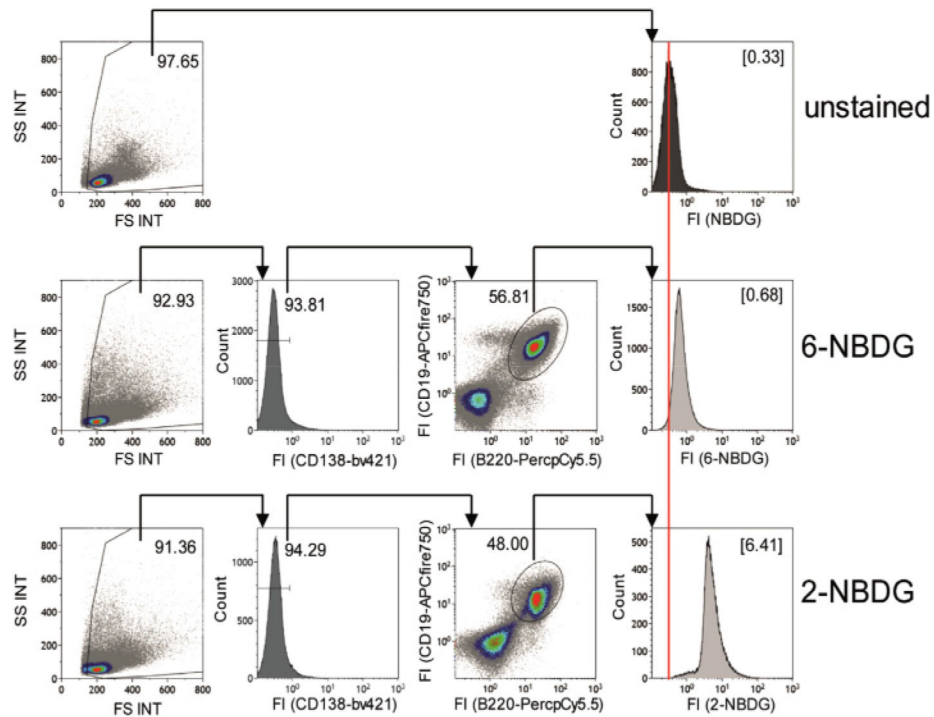 800
600
400
200
0
SS INT
97.65
0 200 400 600 800
FS INT
800
600
400
200
0
Count
[0.33]
10⁰ 10¹ 10² 10³
FI (NBDG)
unstained
800
600
400
200
0
SS INT
92.93
0 200 400 600 800
FS INT
3000
2000
1000
0
Count
93.81
10⁰ 10¹ 10² 10³
FI (CD138-bv421)
10³
10²
10¹
10⁰
FI (CD19-APCfire750)
56.81
10⁰ 10¹ 10² 10³
FI (B220-PercpCy5.5)
1500
1000
500
0
Count
[0.68]
10⁰ 10¹ 10² 10³
FI (6-NBDG)
6-NBDG
800
600
400
200
0
SS INT
91.36
0 200 400 600 800
FS INT
1000
500
0
Count
94.29
10⁰ 10¹ 10² 10³
FI (CD138-bv421)
10³
10²
10¹
10⁰
FI (CD19-APCfire750)
48.00
10⁰ 10¹ 10² 10³
FI (B220-PercpCy5.5)
500
400
300
200
100
0
Count
[6.41]
10⁰ 10¹ 10² 10³
FI (2-NBDG)
2-NBDG